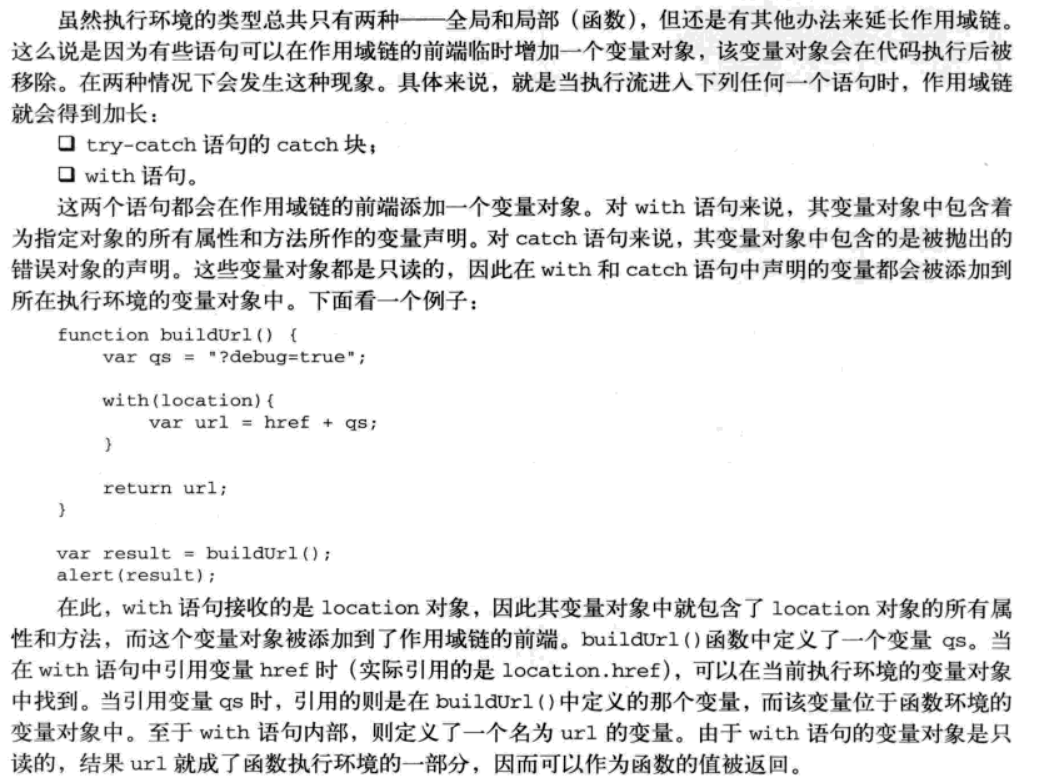 虽然执行环境的类型总共只有两种——全局和局部（函数），但还是有其他办法来延长作用域链。
这么说是因为有些语句可以在作用域链的前端临时增加一个变量对象，该变量对象会在代码执行后被
移除。在两种情况下会发生这种现象。具体来说，就是当执行流进入下列任何一个语句时，作用域链
就会得到加长：
❑ try-catch 语句的 catch 块；
❑ with 语句。
这两个语句都会在作用域链的前端添加一个变量对象。对 with 语句来说，其变量对象中包含着
为指定对象的所有属性和方法所作的变量声明。对 catch 语句来说，其变量对象中包含的是被抛出的
错误对象的声明。这些变量对象都是只读的，因此在 with 和 catch 语句中声明的变量都会被添加到
所在执行环境的变量对象中。下面看一个例子：
function buildUrl() {
    var qs = "?debug=true";
    with(location){
        var url = href + qs;
    }
    return url;
}
var result = buildUrl();
alert(result);
在此，with 语句接收的是 location 对象，因此其变量对象中就包含了 location 对象的所有属
性和方法，而这个变量对象被添加到了作用域链的前端。buildUrl()函数中定义了一个变量 qs。当
在 with 语句中引用变量 href 时（实际引用的是 location.href），可以在当前执行环境的变量对象
中找到。当引用变量 qs 时，引用的则是在 buildUrl()中定义的那个变量，而该变量位于函数环境的
变量对象中。至于 with 语句内部，则定义了一个名为 url 的变量。由于 with 语句的变量对象是只
读的，结果 url 就成了函数执行环境的一部分，因而可以作为函数的值被返回。